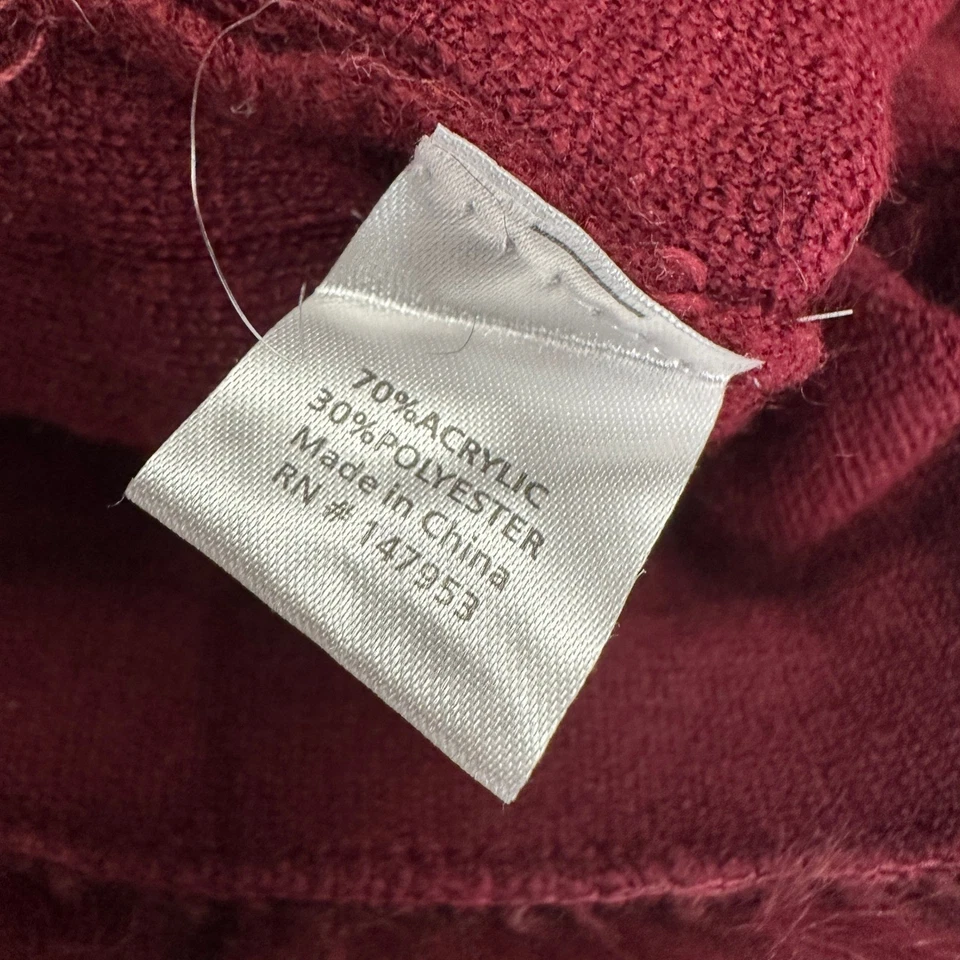 70%ACRYLIC
30%POLYESTER
Made in China
RN # 147953